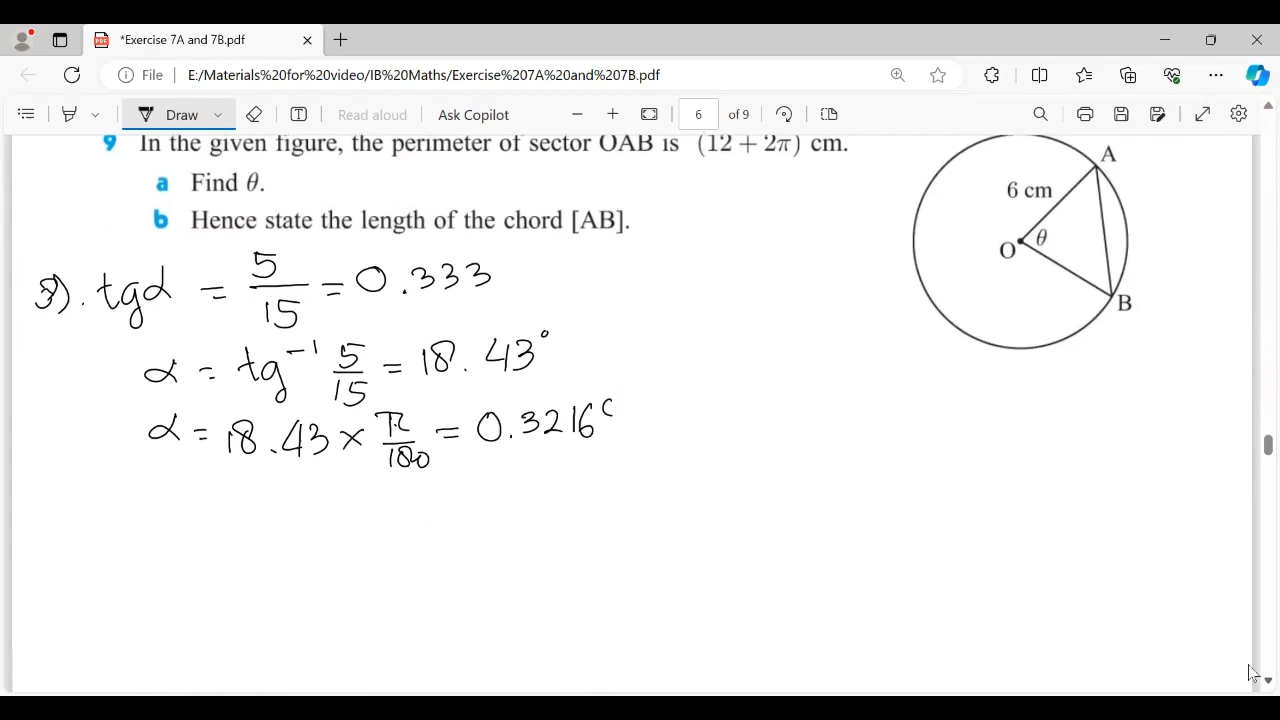 *Exercise 7A and 7B.pdf
File E:/Materials%20for%20video/IB%20Maths/Exercise%207A%20and%207B.pdf
Draw Read aloud Ask Copilot 6 of 9
9 In the given figure, the perimeter of sector OAB is (12 + 2π) cm.
a Find θ.
b Hence state the length of the chord [AB].
A
6 cm
O θ
B
tgα = 5/15 = 0.333
α = tg⁻¹ 5/15 = 18.43°
α = 18.43 × π/180 = 0.3216ᶜ